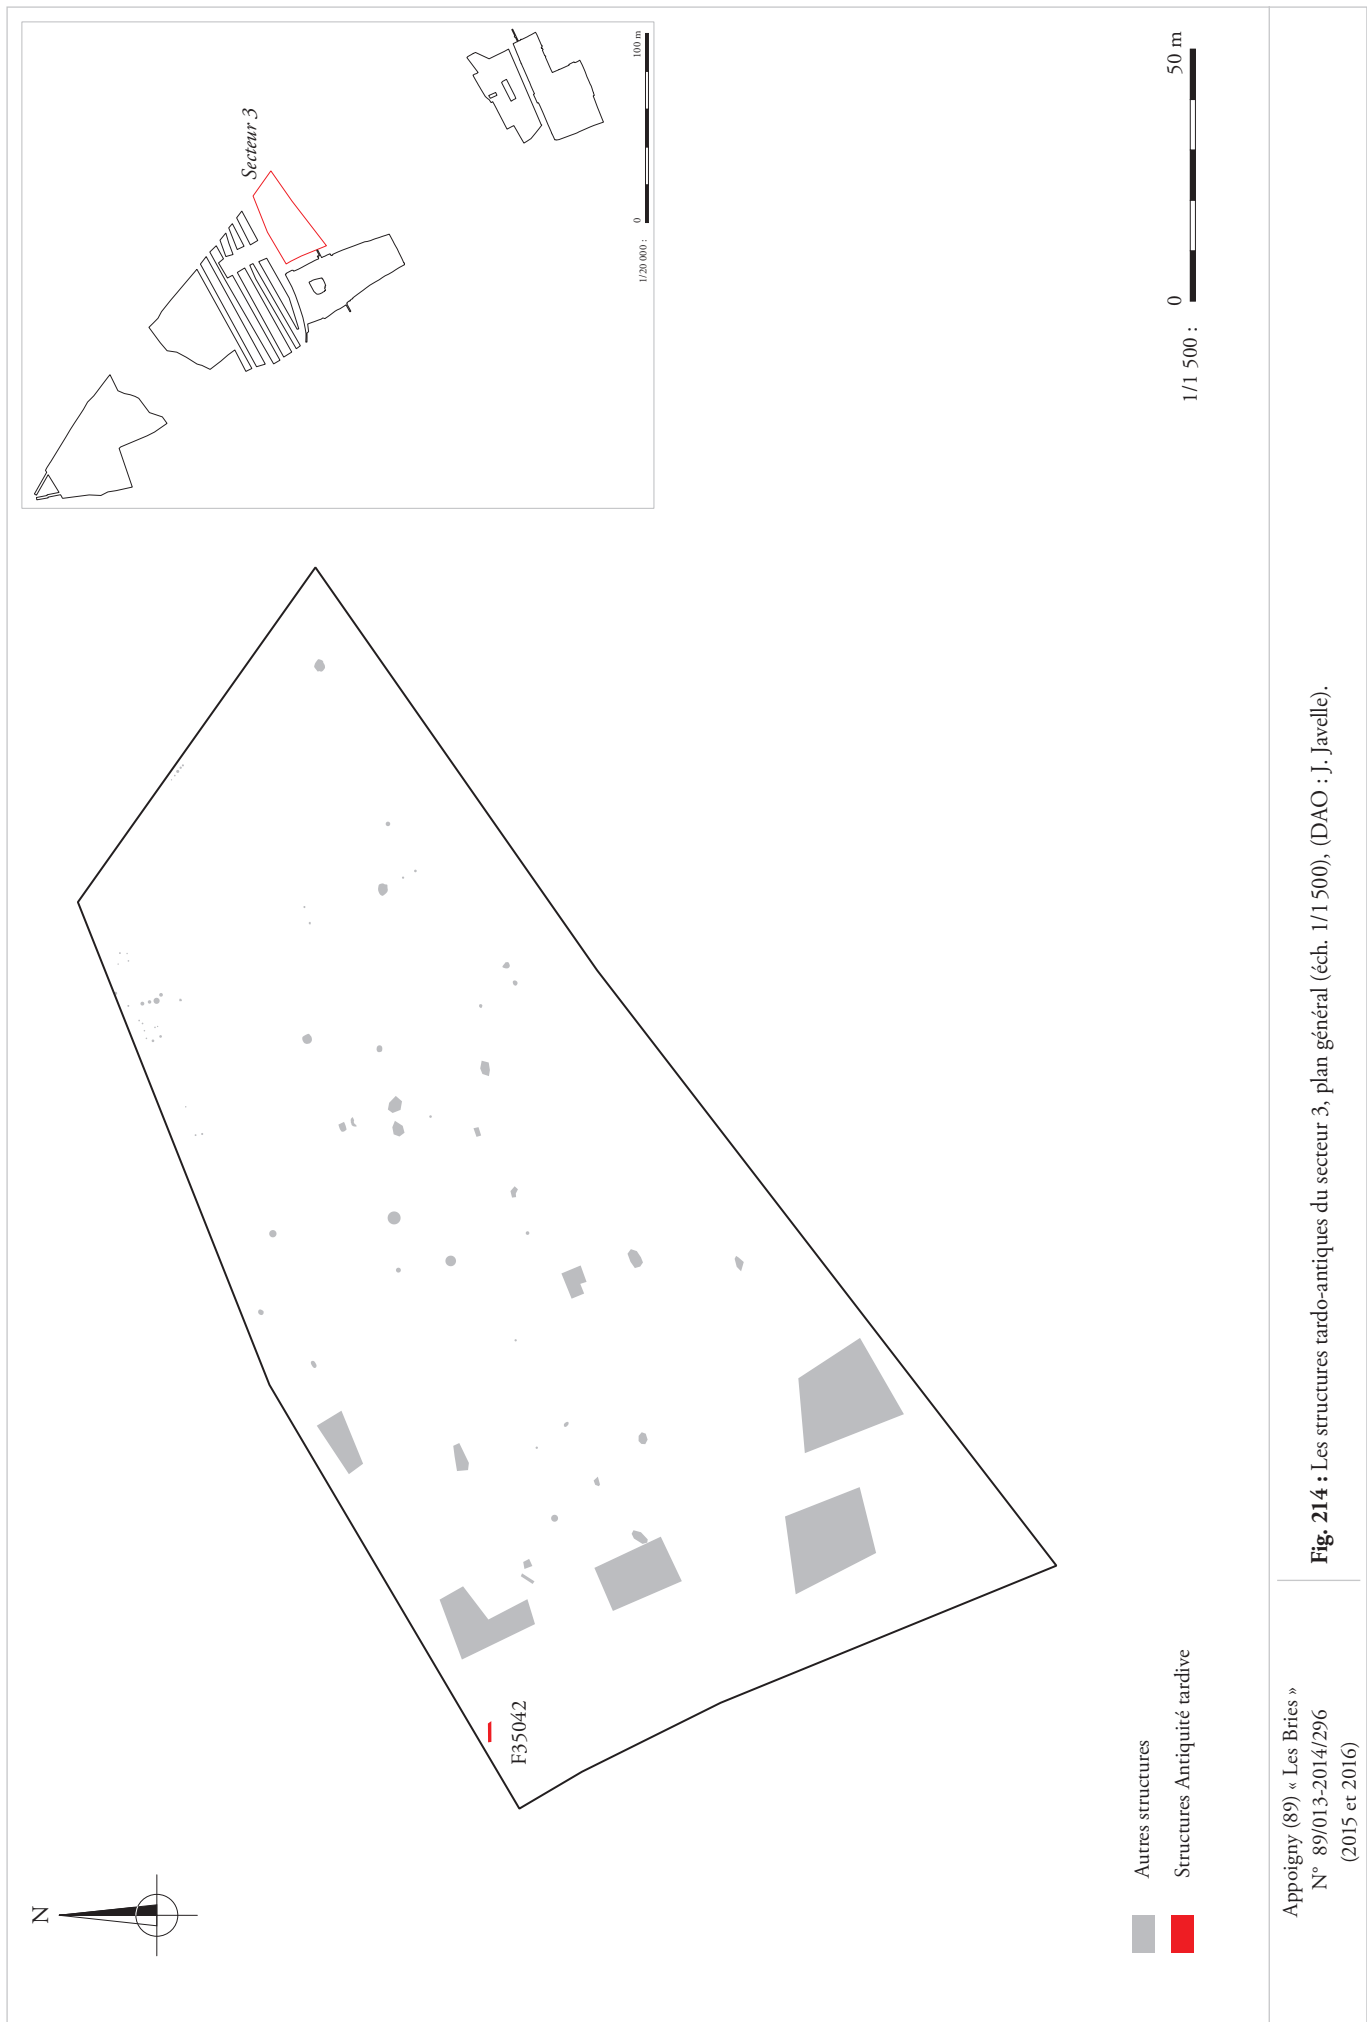 N
F35042
Secteur 3
1/20 000 :
0
100 m
1/1 500 :
0
50 m
Autres structures
Structures Antiquité tardive
Appoigny (89) « Les Bries »
N° 89/013-2014/296
(2015 et 2016)
Fig. 214 : Les structures tardo-antiques du secteur 3, plan général (éch. 1/1 500), (DAO : J. Javelle).